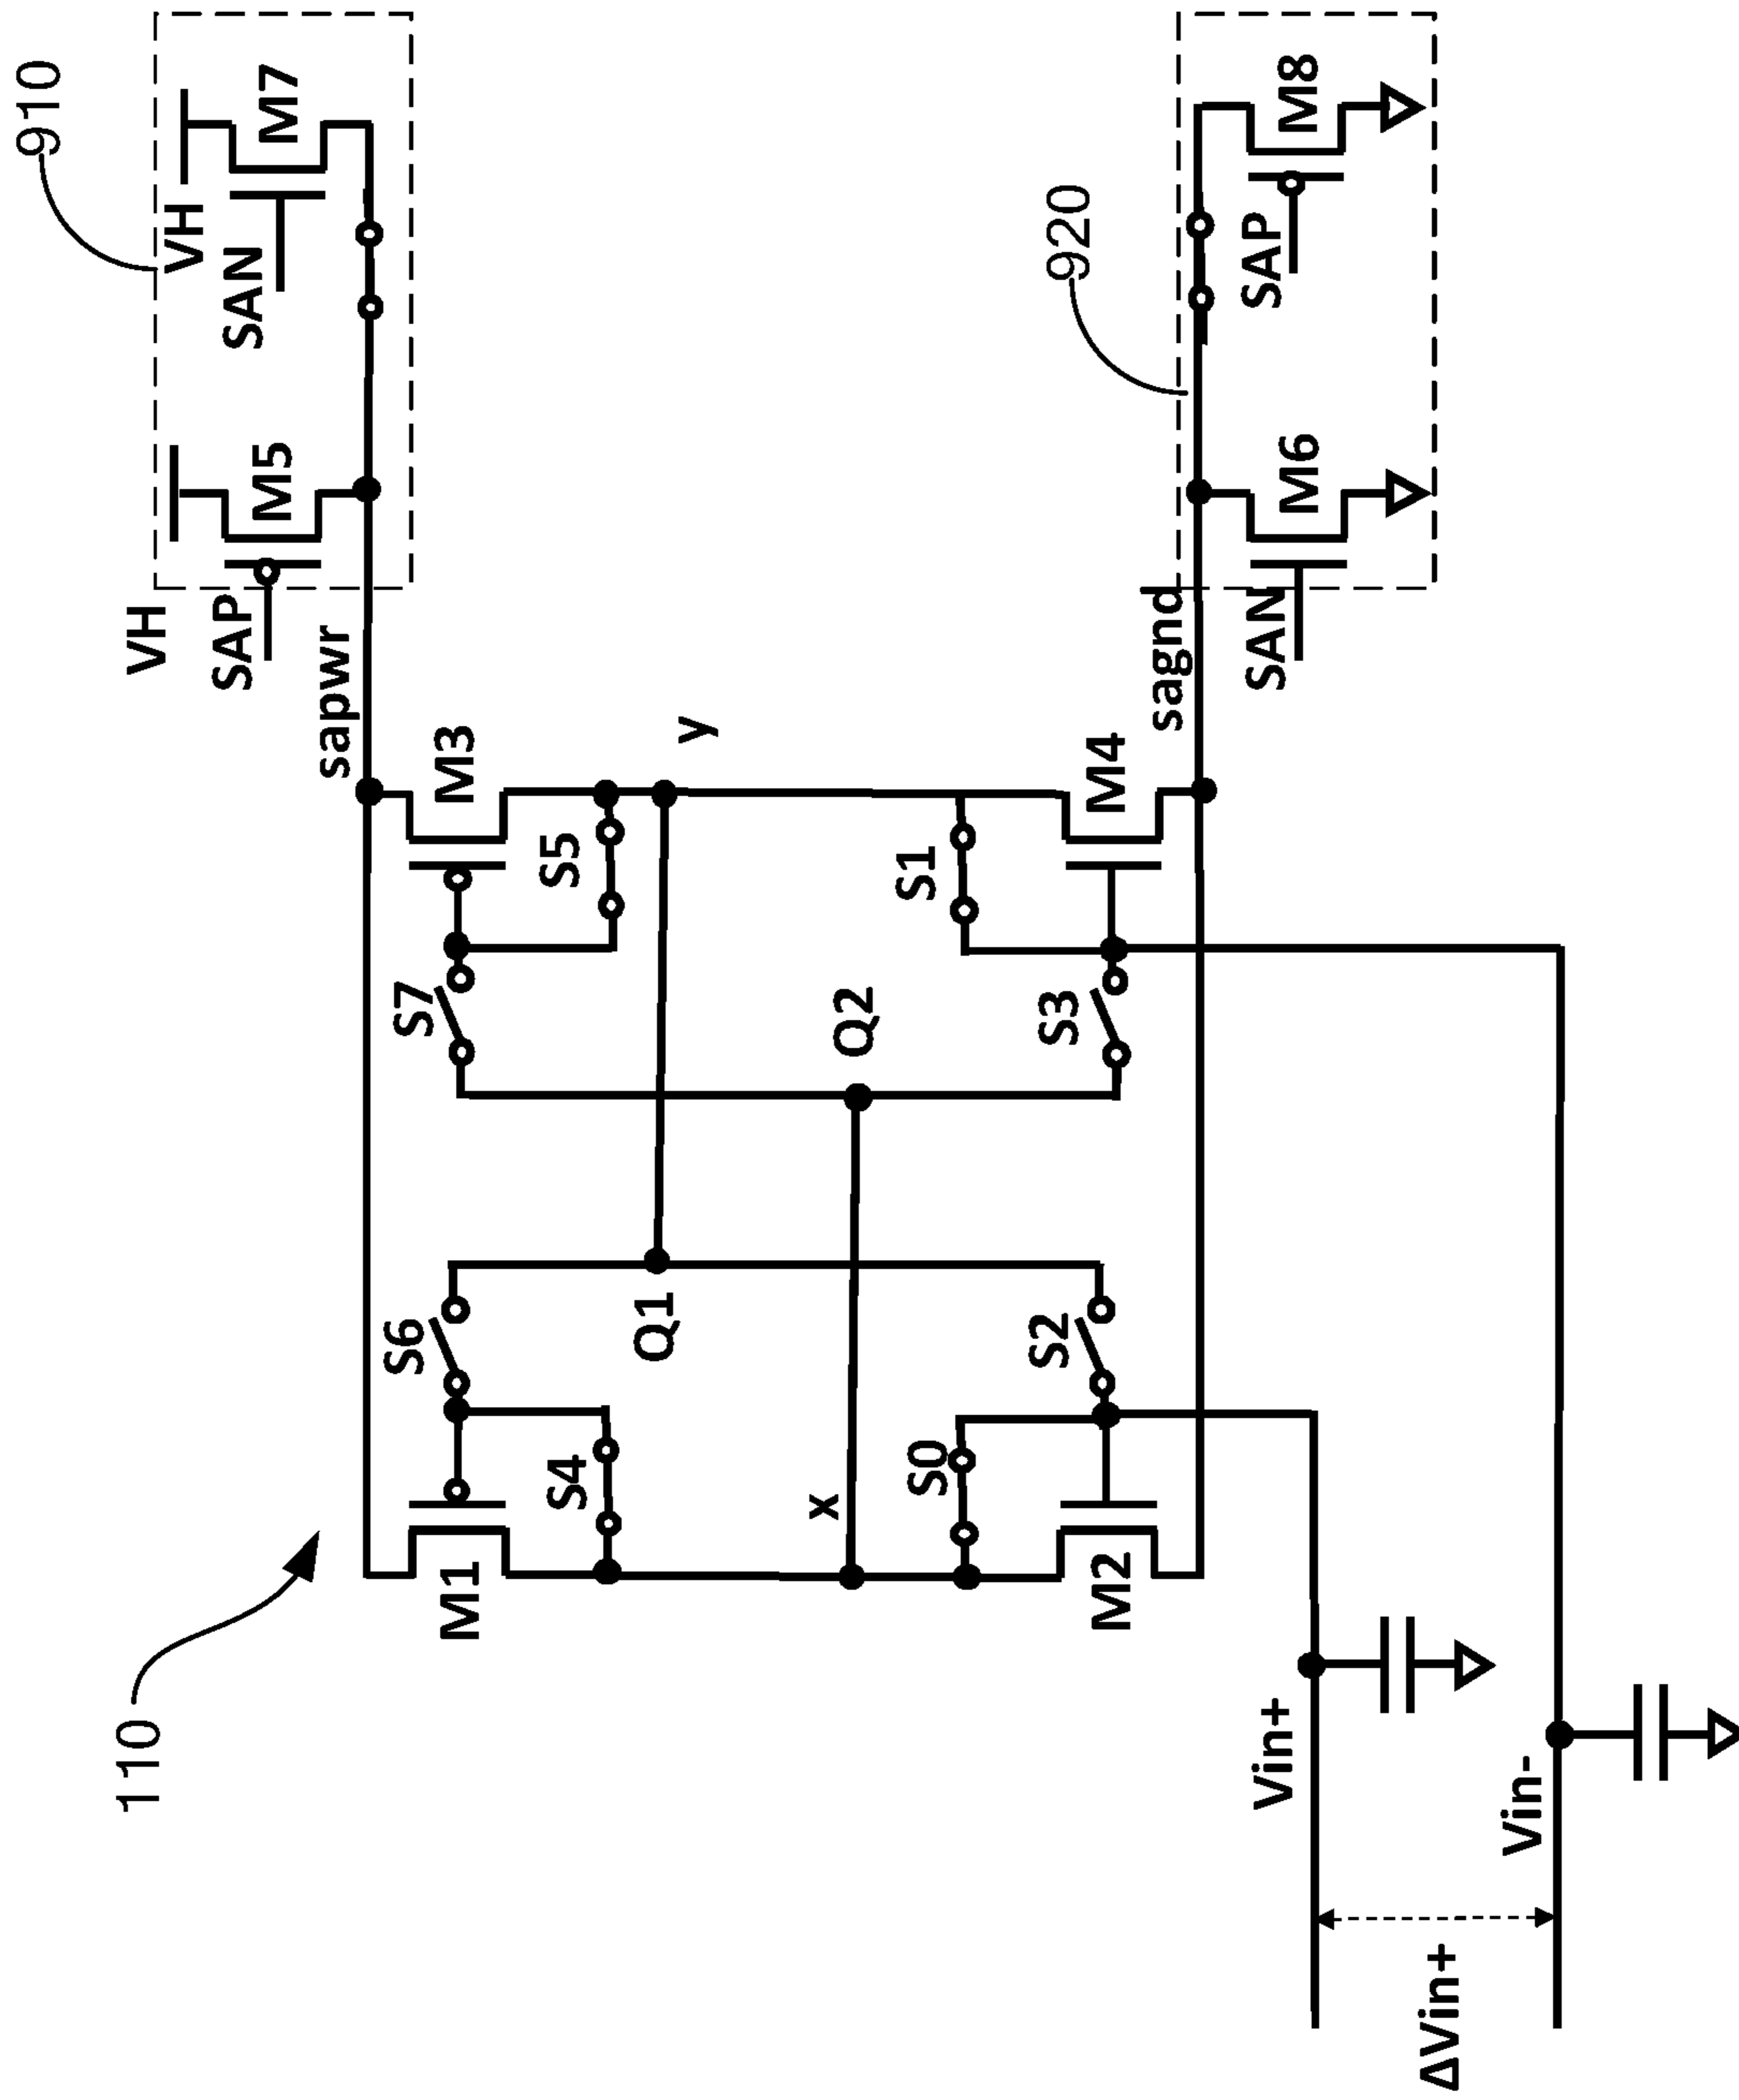 110
910
VH
VH
SAP
M5
SAN
M7
sapwr
M1
S6
S7
M3
S4
S5
Q1
y
x
Q2
S0
S1
920
M2
S2
S3
M4
sagnd
SAN
M6
SAP
M8
Vin+
ΔVin+
Vin-